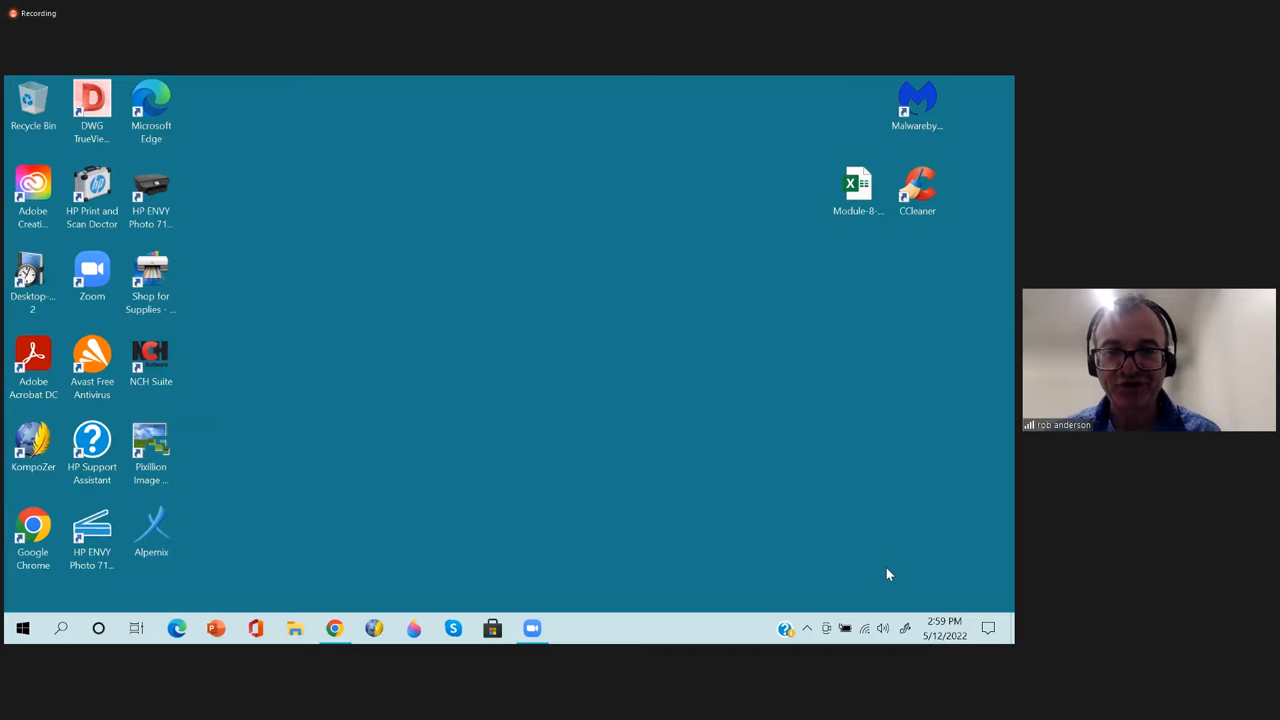 Recording
Recycle Bin
DWG
TrueVie...
Microsoft
Edge
Malwareby...
Adobe
Creati...
HP Print and
Scan Doctor
HP ENVY
Photo 71...
Module-8-...
CCleaner
Desktop-...
2
Zoom
Shop for
Supplies - ...
Adobe
Acrobat DC
Avast Free
Antivirus
NCH
Software
NCH Suite
KompoZer
HP Support
Assistant
Pixillion
Image ...
Google
Chrome
HP ENVY
Photo 71...
Alpemix
2:59 PM
5/12/2022
rob anderson